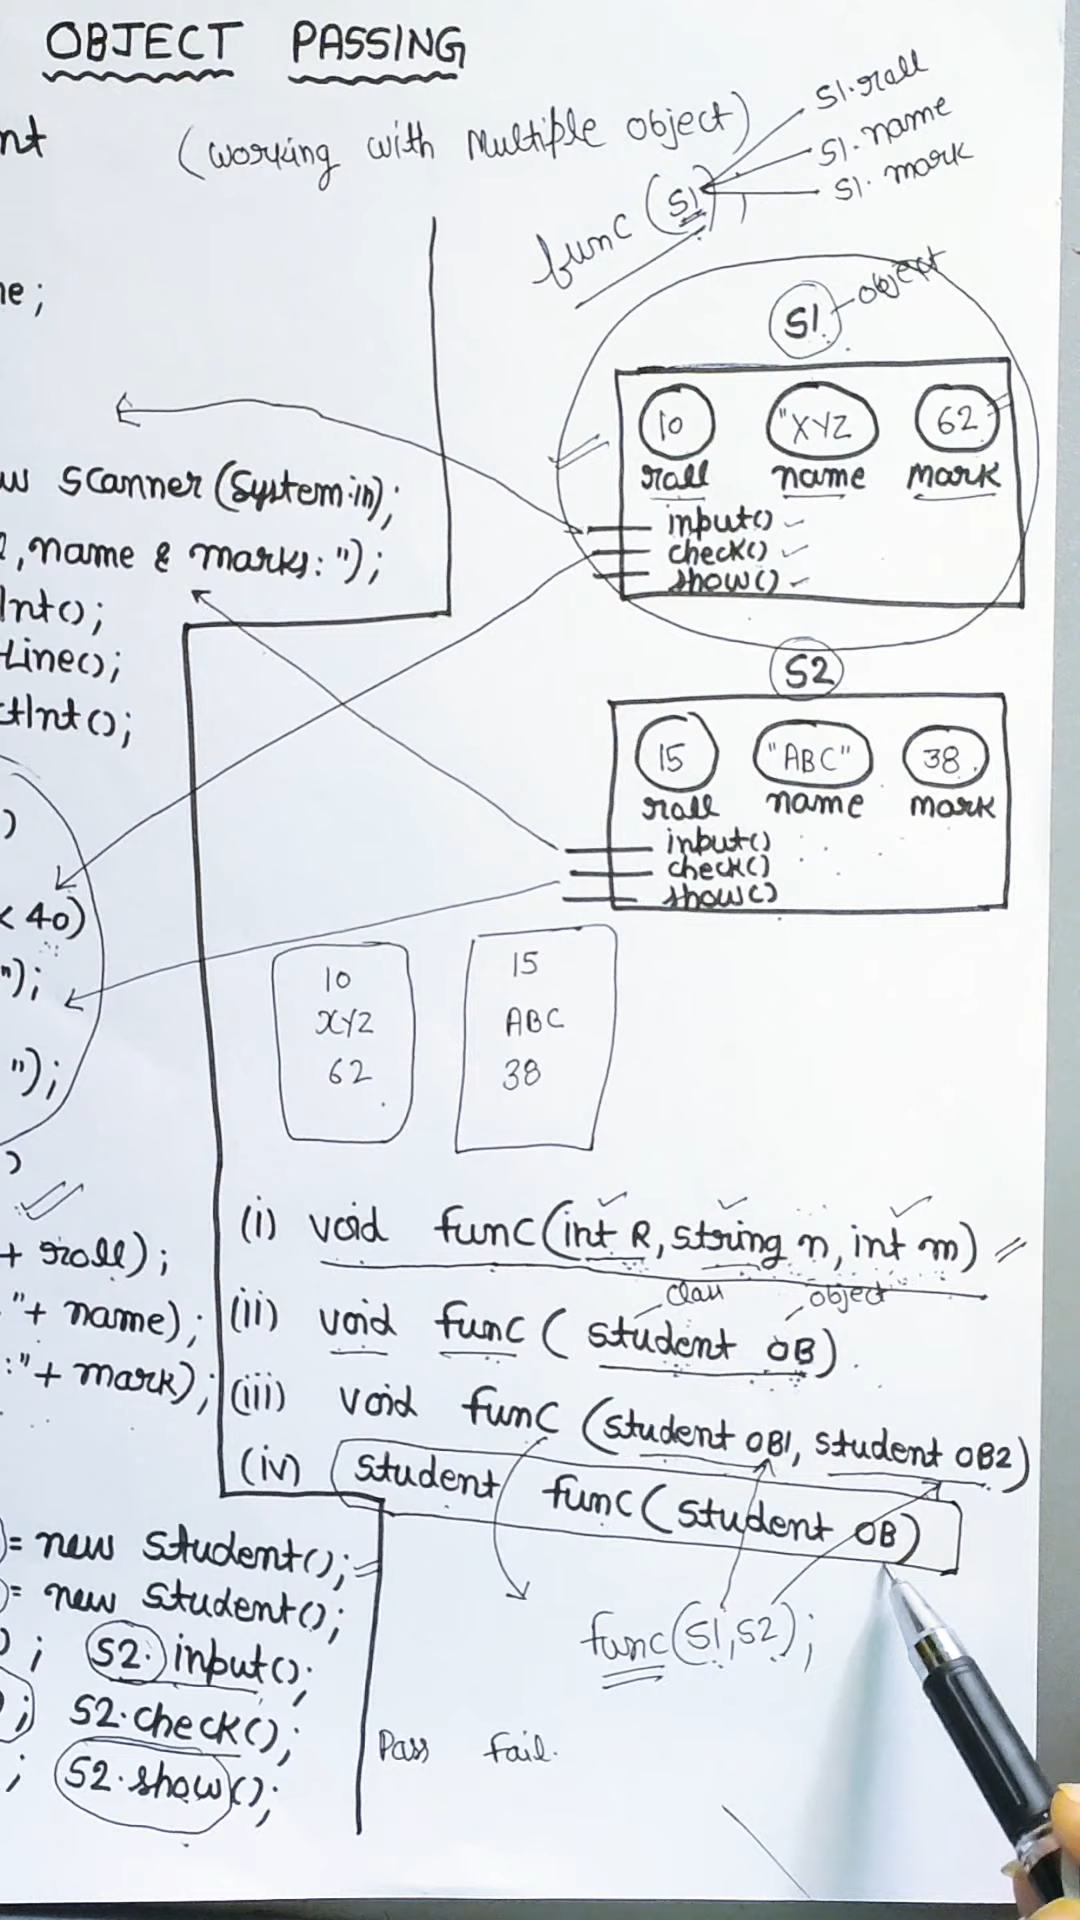 OBJECT PASSING
nt (working with Multiple object)
S1.roll
S1.name
S1.mark
func (S1)
ne;
S1 object
10 "XYZ 62
roll name mark
input()
check()
show()
w Scanner(System.in);
, name & marks: ");
Int();
Line();
tInt();
S2
15 "ABC" 38
roll name mark
input()
check()
show()
)
< 40)
");
");
)
10
XYZ
62
15
ABC
38
+ roll);
"+ name);
:"+ mark);
(i) void func(int R, string n, int m)
class object
(ii) void func (student OB)
(iii) void func (student OB1, student OB2)
(iv) student func(student OB)
func(S1,S2);
)= new Student();
)= new Student();
); S2.input();
; S2.check();
; S2.show();
Pass Fail.